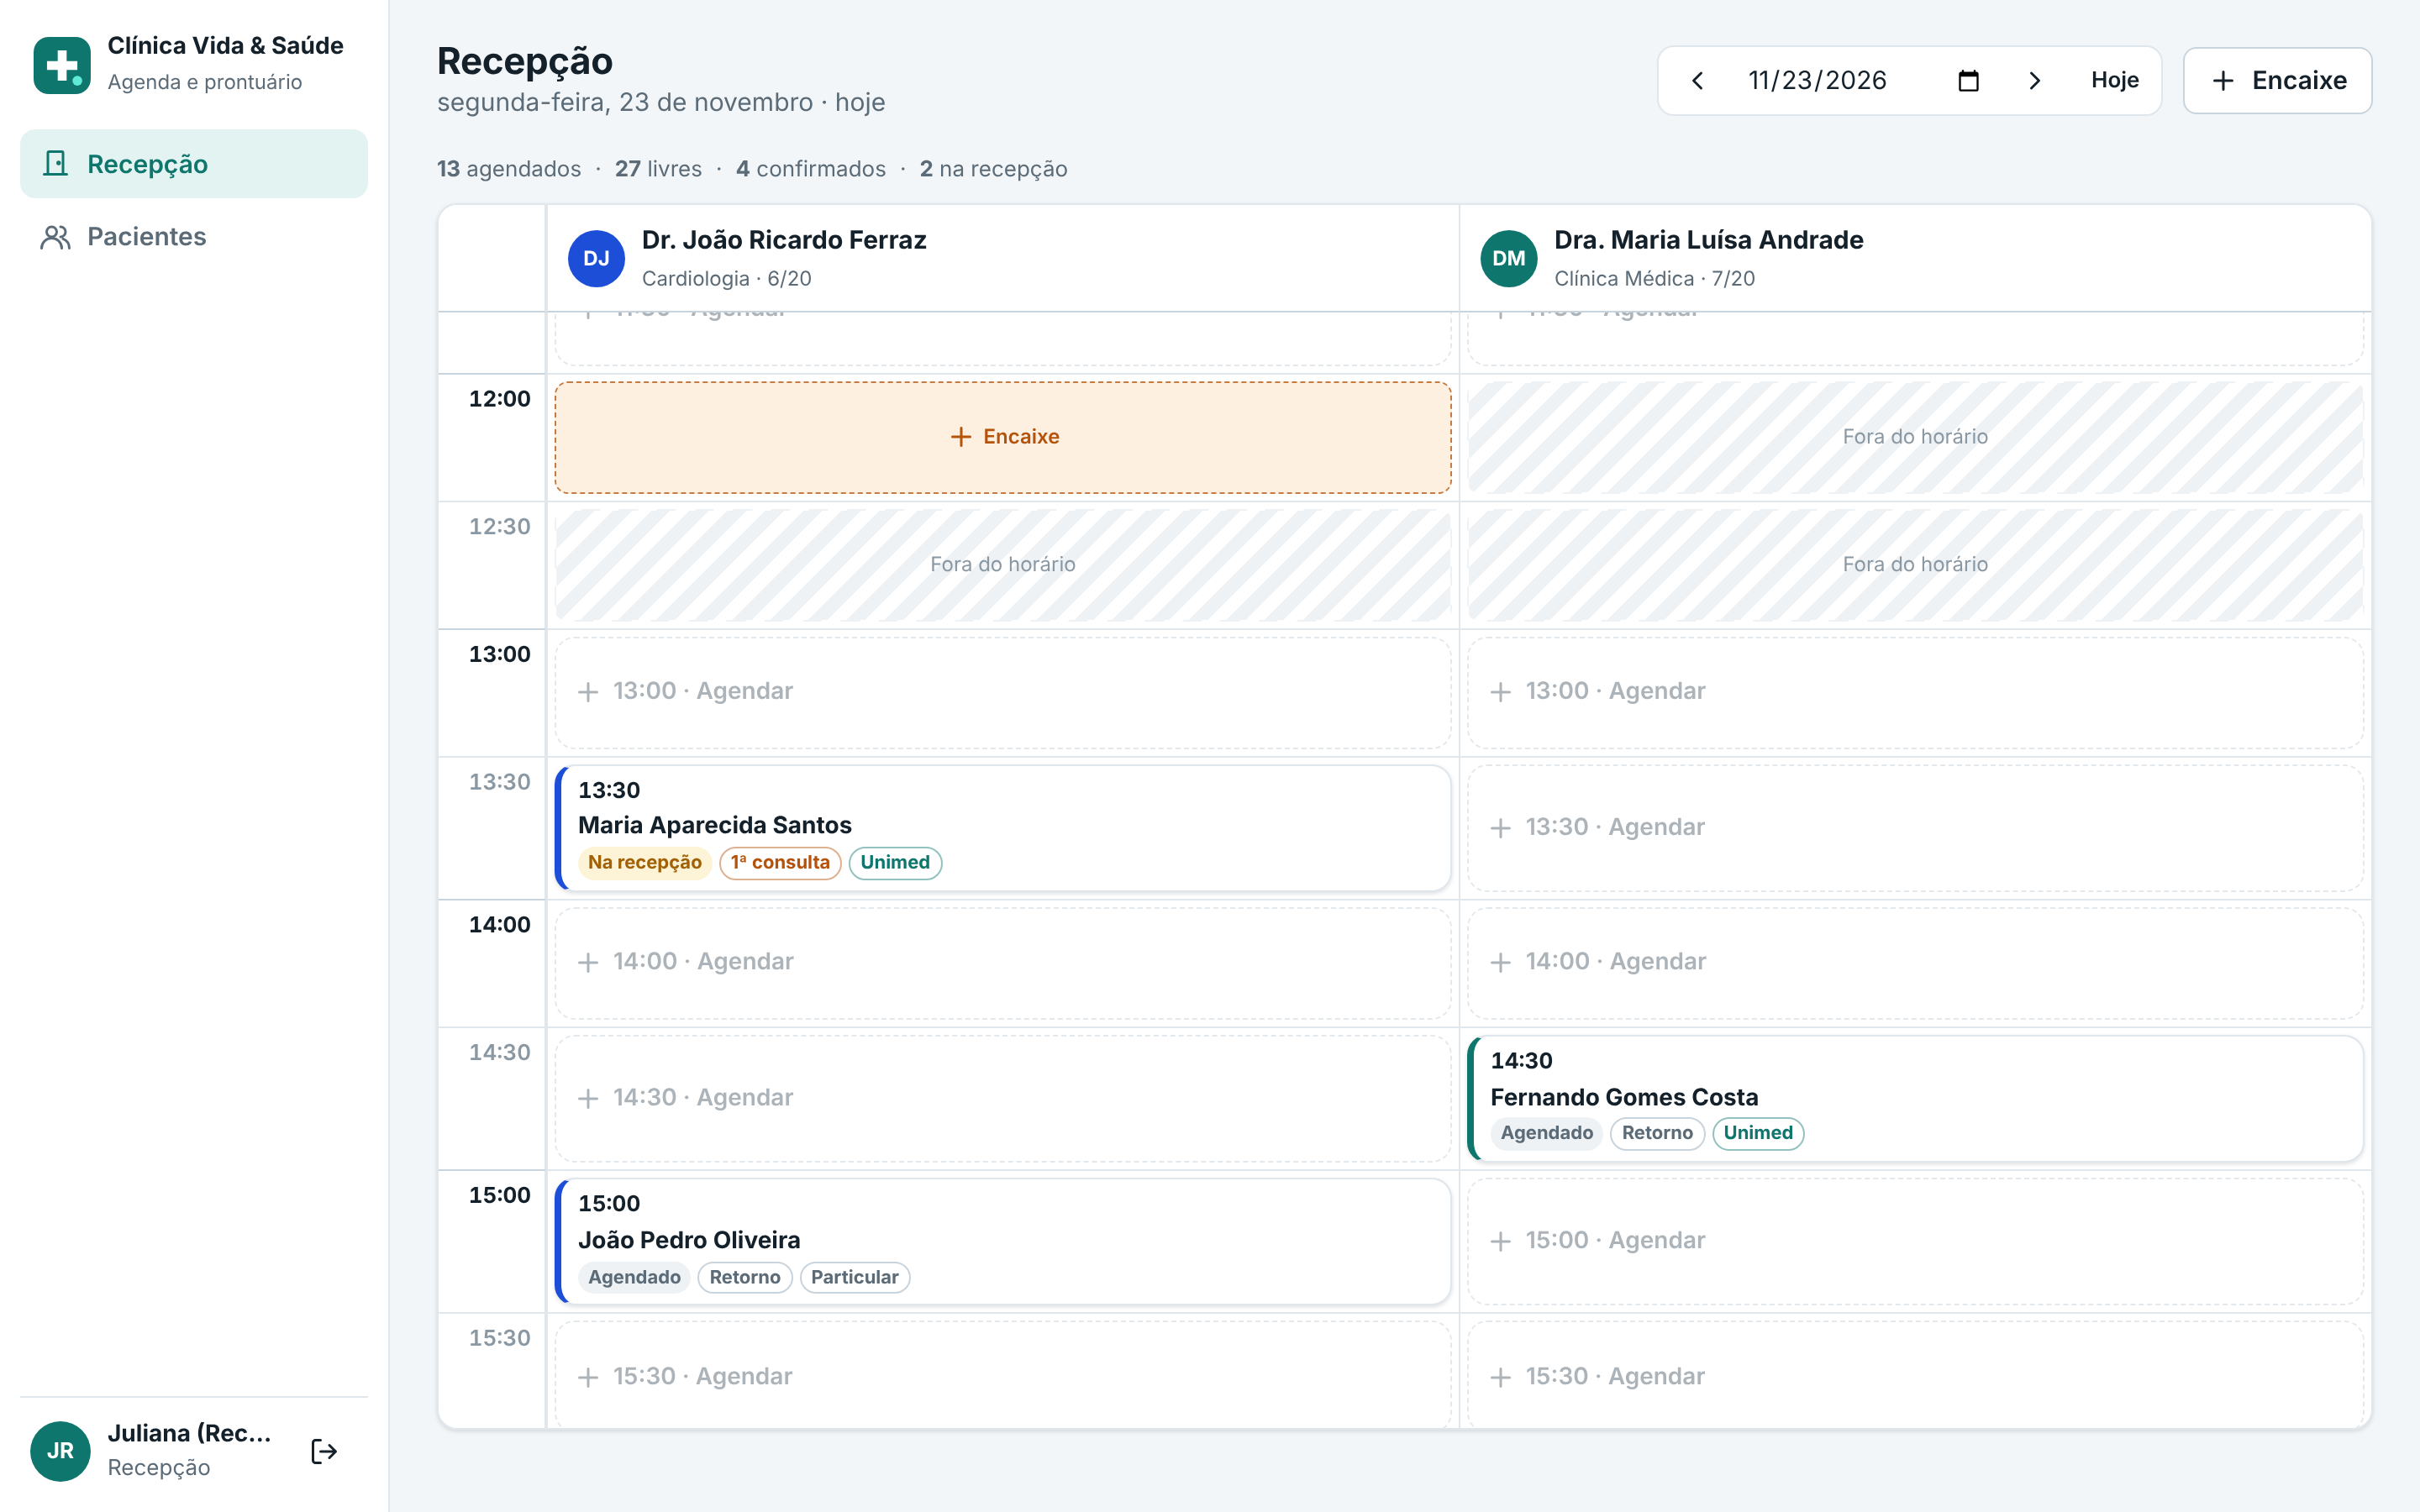 Clínica Vida & Saúde
Agenda e prontuário
Recepção
Pacientes
Juliana (Rec...
JR
Recepção
Recepção
segunda-feira, 23 de novembro · hoje
11/23/2026
Hoje
+ Encaixe
13 agendados · 27 livres · 4 confirmados · 2 na recepção
DJ
Dr. João Ricardo Ferraz
Cardiologia · 6/20
DM
Dra. Maria Luísa Andrade
Clínica Médica · 7/20
+ 11:30 · Agendar
+ 11:30 · Agendar
12:00
+ Encaixe
Fora do horário
12:30
Fora do horário
Fora do horário
13:00
+ 13:00 · Agendar
+ 13:00 · Agendar
13:30
13:30
Maria Aparecida Santos
Na recepção 1ª consulta Unimed
+ 13:30 · Agendar
14:00
+ 14:00 · Agendar
+ 14:00 · Agendar
14:30
+ 14:30 · Agendar
14:30
Fernando Gomes Costa
Agendado Retorno Unimed
15:00
15:00
João Pedro Oliveira
Agendado Retorno Particular
+ 15:00 · Agendar
15:30
+ 15:30 · Agendar
+ 15:30 · Agendar